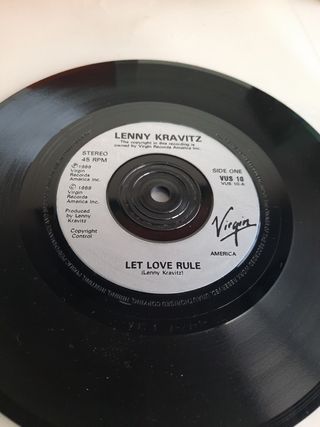 LENNY KRAVITZ
The copyright in this recording is
owned by Virgin Records America Inc.
STEREO
45 RPM
℗ 1989
Virgin
Records
America Inc.
© 1989
Virgin
Records
America Inc.
Produced
by Lenny
Kravitz
Copyright
Control
SIDE ONE
VUS 10
VUS 10-A
Virgin
AMERICA
LET LOVE RULE
(Lenny Kravitz)